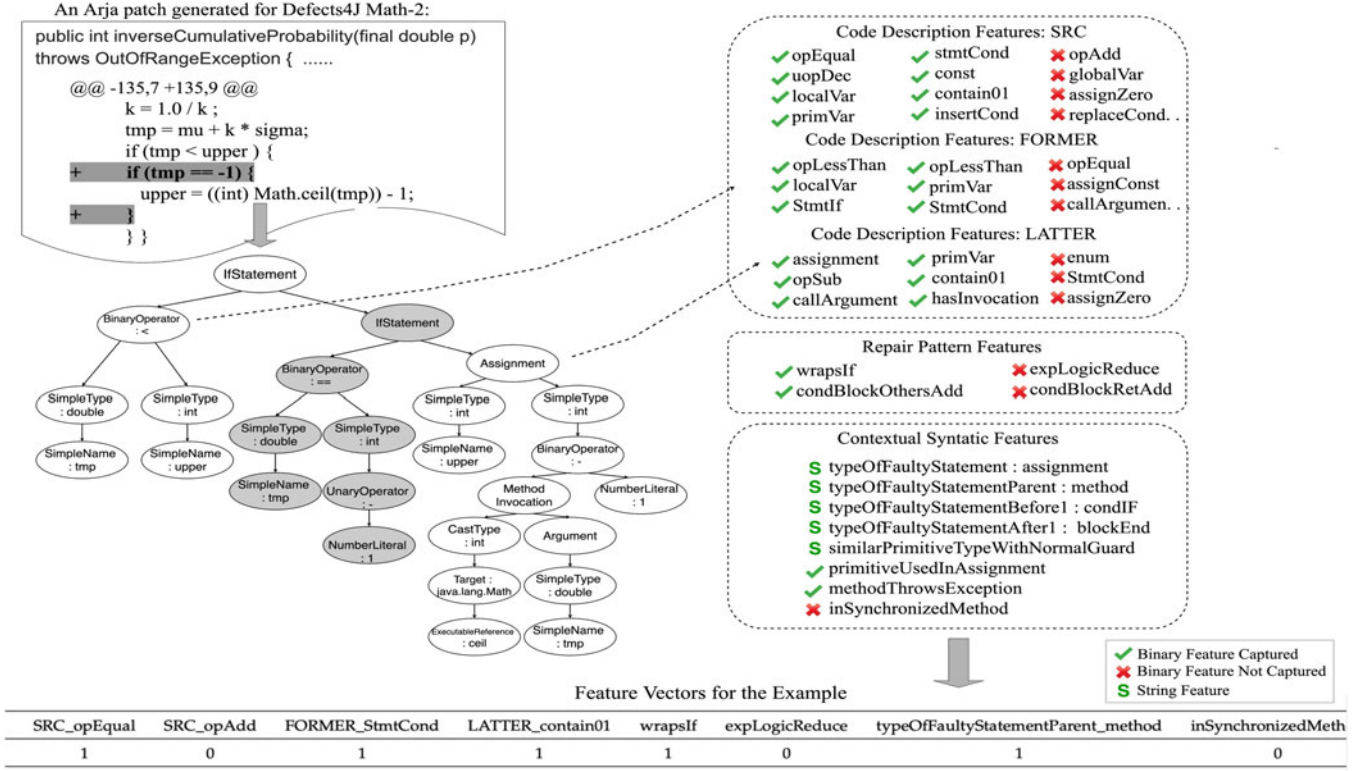 An Arja patch generated for Defects4J Math-2:
public int inverseCumulativeProbability(final double p)
throws OutOfRangeException { ......
@@ -135,7 +135,9 @@
k = 1.0 / k ;
tmp = mu + k * sigma;
if (tmp < upper ) {
+ if (tmp == -1) {
upper = ((int) Math.ceil(tmp)) - 1;
+ }
} }
IfStatement
BinaryOperator
: <
IfStatement
BinaryOperator
: ==
Assignment
SimpleType
: double
SimpleType
: int
SimpleType
: double
SimpleType
: int
SimpleType
: int
SimpleType
: int
SimpleName
: tmp
SimpleName
: upper
SimpleName
: tmp
UnaryOperator
: -
SimpleName
: upper
BinaryOperator
: -
NumberLiteral
: 1
Method
Invocation
NumberLiteral
: 1
CastType
: int
Argument
Target :
java.lang.Math
SimpleType
: double
ExecutableReference
: ceil
SimpleName
: tmp
Code Description Features: SRC
opEqual stmtCond opAdd
uopDec const globalVar
localVar contain01 assignZero
primVar insertCond replaceCond. .
Code Description Features: FORMER
opLessThan opLessThan opEqual
localVar primVar assignConst
StmtIf StmtCond callArgumen. .
Code Description Features: LATTER
assignment primVar enum
opSub contain01 StmtCond
callArgument hasInvocation assignZero
Repair Pattern Features
wrapsIf expLogicReduce
condBlockOthersAdd condBlockRetAdd
Contextual Syntatic Features
S typeOfFaultyStatement : assignment
S typeOfFaultyStatementParent : method
S typeOfFaultyStatementBefore1 : condIF
S typeOfFaultyStatementAfter1 : blockEnd
S similarPrimitiveTypeWithNormalGuard
primitiveUsedInAssignment
methodThrowsException
inSynchronizedMethod
Binary Feature Captured
Binary Feature Not Captured
S String Feature
Feature Vectors for the Example
SRC_opEqual SRC_opAdd FORMER_StmtCond LATTER_contain01 wrapsIf expLogicReduce typeOfFaultyStatementParent_method inSynchronizedMeth
1 0 1 1 1 0 1 0